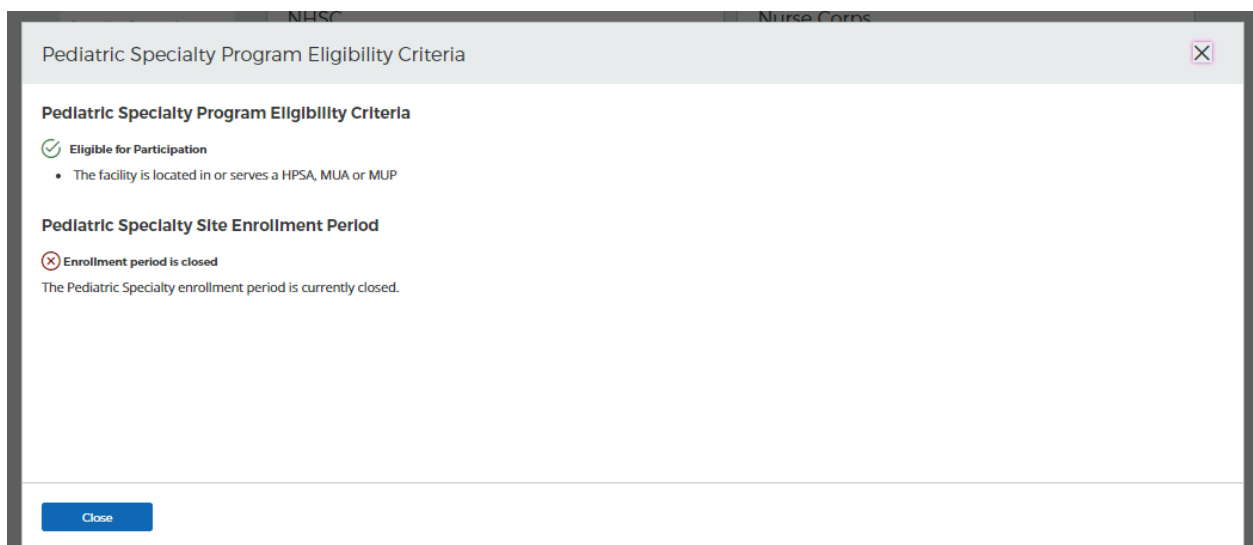 NHSC
Nurse Corps
Pediatric Specialty Program Eligibility Criteria
Pediatric Specialty Program Eligibility Criteria
Eligible for Participation
• The facility is located in or serves a HPSA, MUA or MUP
Pediatric Specialty Site Enrollment Period
Enrollment period is closed
The Pediatric Specialty enrollment period is currently closed.
Close